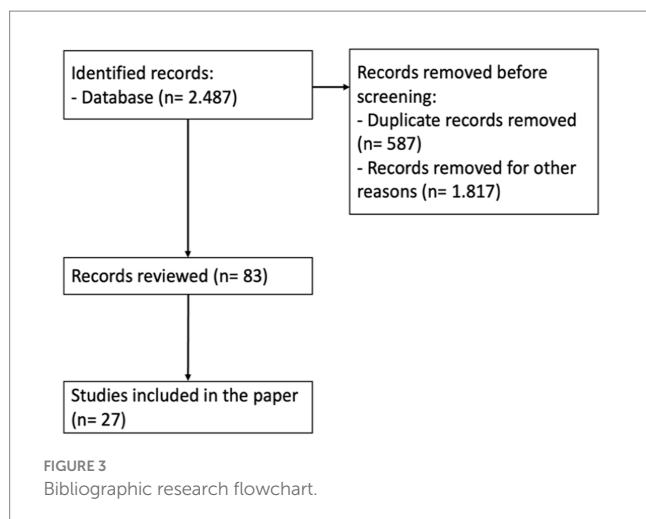 Identified records:
- Database (n= 2.487)
Records removed before
screening:
- Duplicate records removed
(n= 587)
- Records removed for other
reasons (n= 1.817)
Records reviewed (n= 83)
Studies included in the paper
(n= 27)
FIGURE 3
Bibliographic research flowchart.